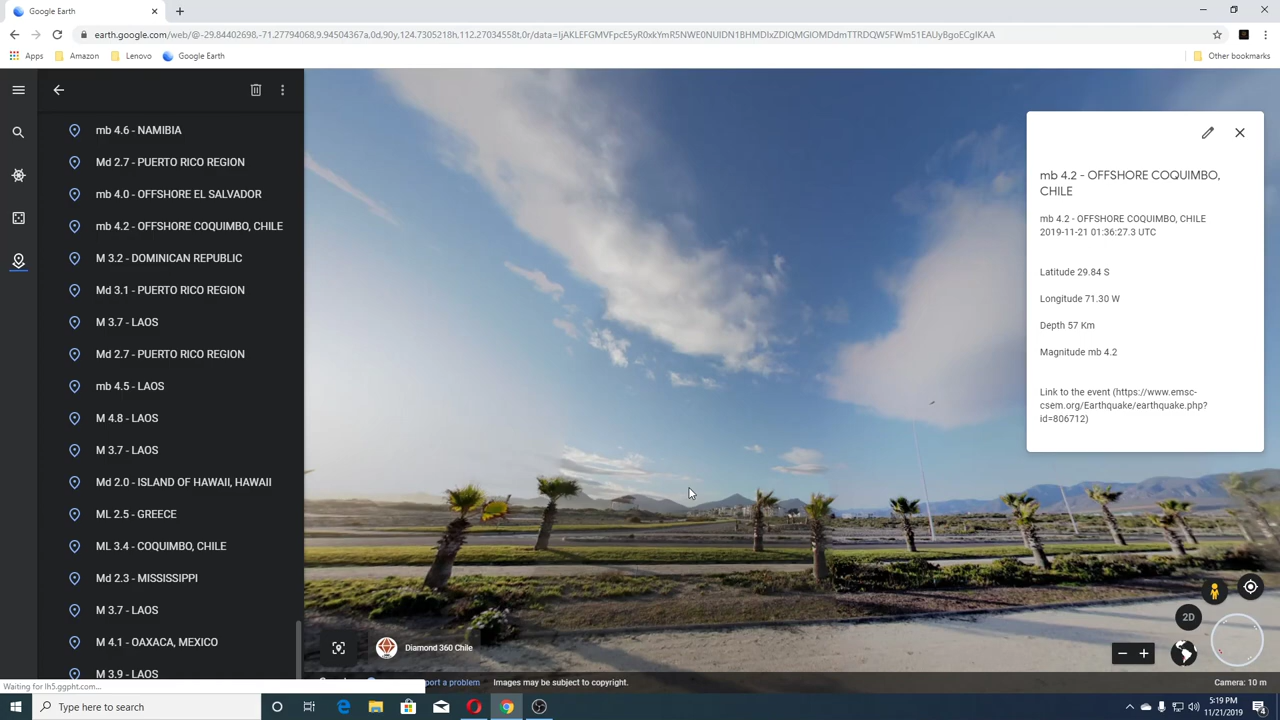 Google Earth
earth.google.com/web/@-29.84402698,-71.27794068,9.94504367a,0d,90y,124.7305218h,112.27034558t,0r/data=
Apps
Amazon
Lenovo
Google Earth
Other bookmarks
mb 4.6 - NAMIBIA
Md 2.7 - PUERTO RICO REGION
mb 4.0 - OFFSHORE EL SALVADOR
mb 4.2 - OFFSHORE COQUIMBO, CHILE
M 3.2 - DOMINICAN REPUBLIC
Md 3.1 - PUERTO RICO REGION
M 3.7 - LAOS
Md 2.7 - PUERTO RICO REGION
mb 4.5 - LAOS
M 4.8 - LAOS
M 3.7 - LAOS
Md 2.0 - ISLAND OF HAWAII, HAWAII
ML 2.5 - GREECE
ML 3.4 - COQUIMBO, CHILE
Md 2.3 - MISSISSIPPI
M 3.7 - LAOS
M 4.1 - OAXACA, MEXICO
M 3.9 - LAOS
mb 4.2 - OFFSHORE COQUIMBO,
CHILE
mb 4.2 - OFFSHORE COQUIMBO, CHILE
2019-11-21 01:36:27.3 UTC
Latitude 29.84 S
Longitude 71.30 W
Depth 57 Km
Magnitude mb 4.2
Link to the event (https://www.emsc-
csem.org/Earthquake/earthquake.php?
id=806712)
2D
Diamond 360 Chile
Waiting for lh5.ggpht.com...
port a problem
Images may be subject to copyright.
Camera: 10 m
Type here to search
5:19 PM
11/21/2019
4